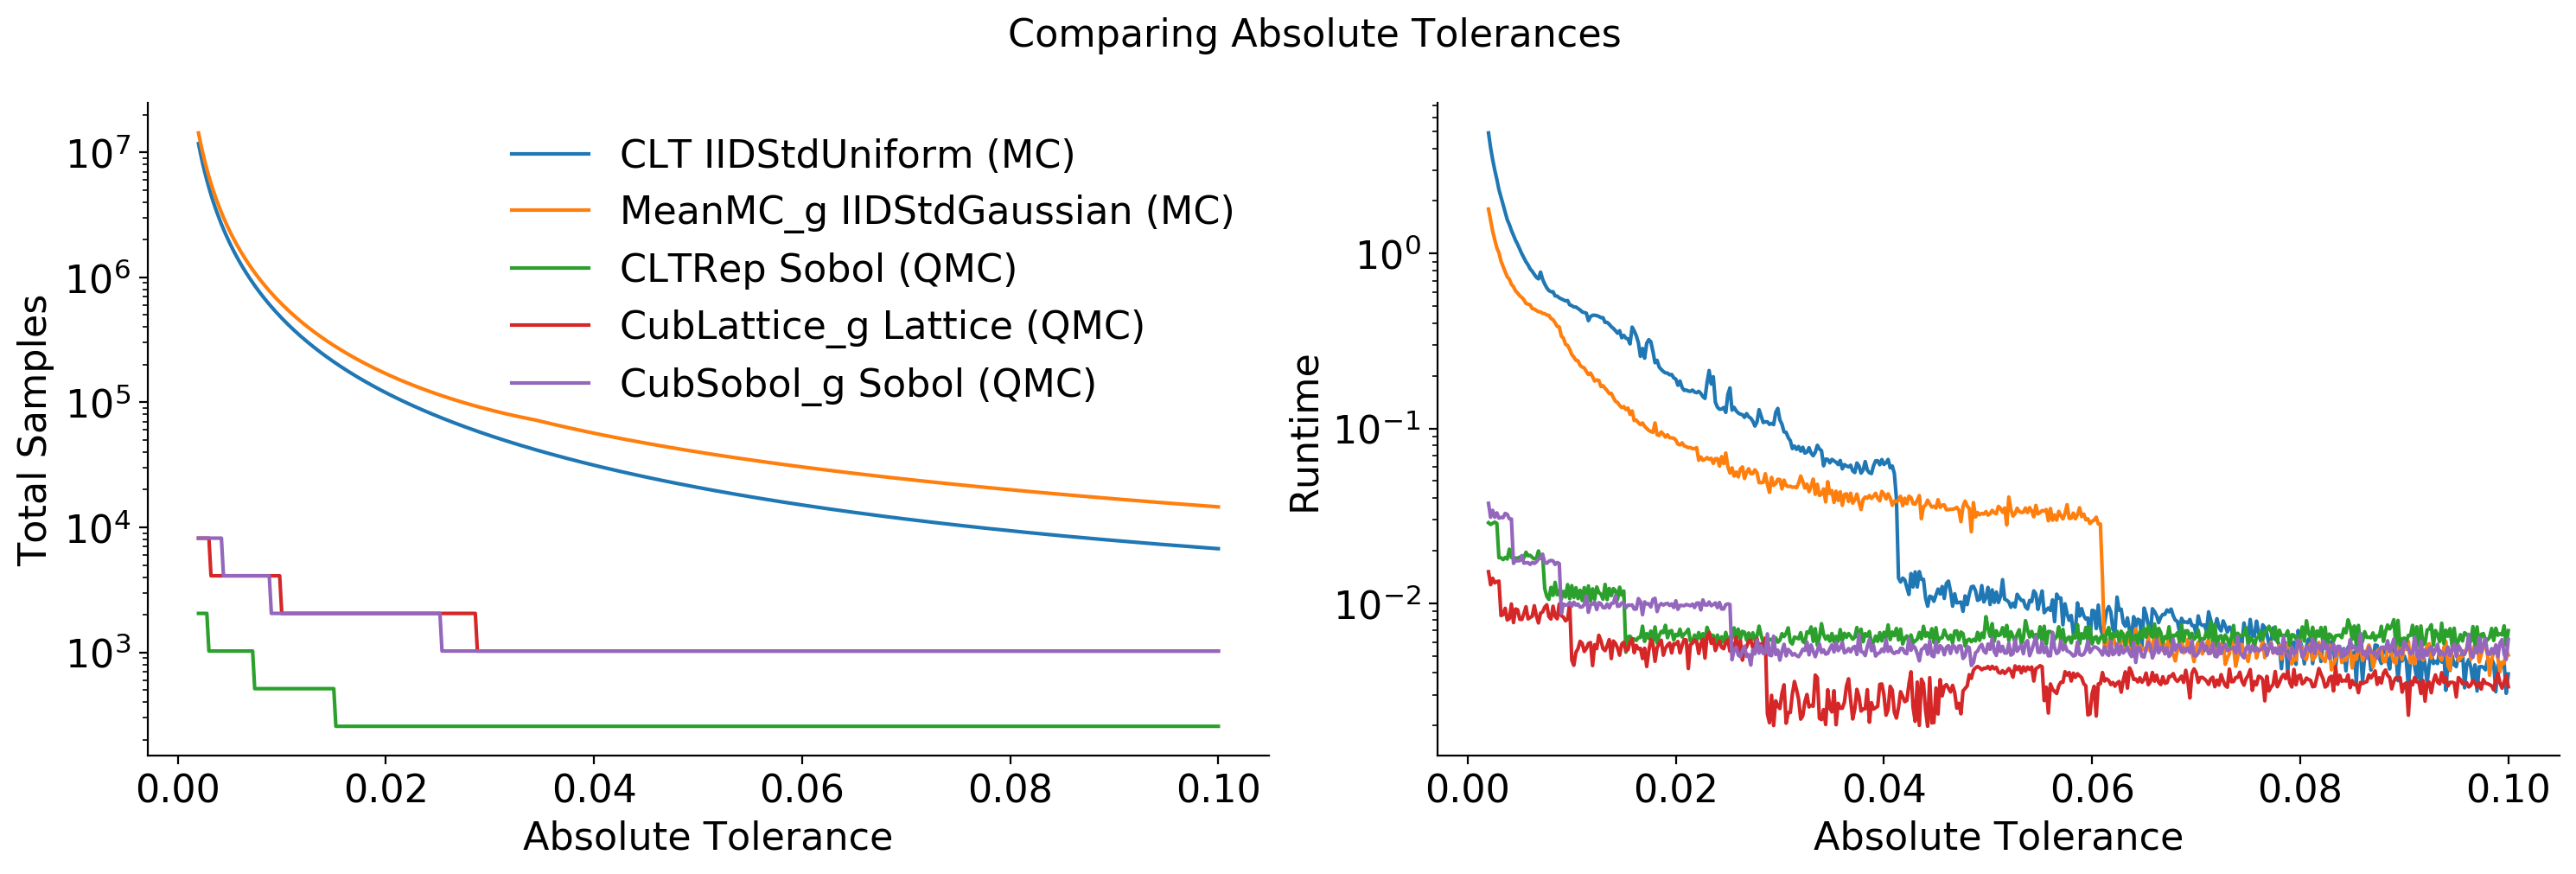 Comparing Absolute Tolerances
Total Samples
10^7
10^6
10^5
10^4
10^3
CLT IIDStdUniform (MC)
MeanMC_g IIDStdGaussian (MC)
CLTRep Sobol (QMC)
CubLattice_g Lattice (QMC)
CubSobol_g Sobol (QMC)
0.00 0.02 0.04 0.06 0.08 0.10
Absolute Tolerance
Runtime
10^0
10^-1
10^-2
0.00 0.02 0.04 0.06 0.08 0.10
Absolute Tolerance